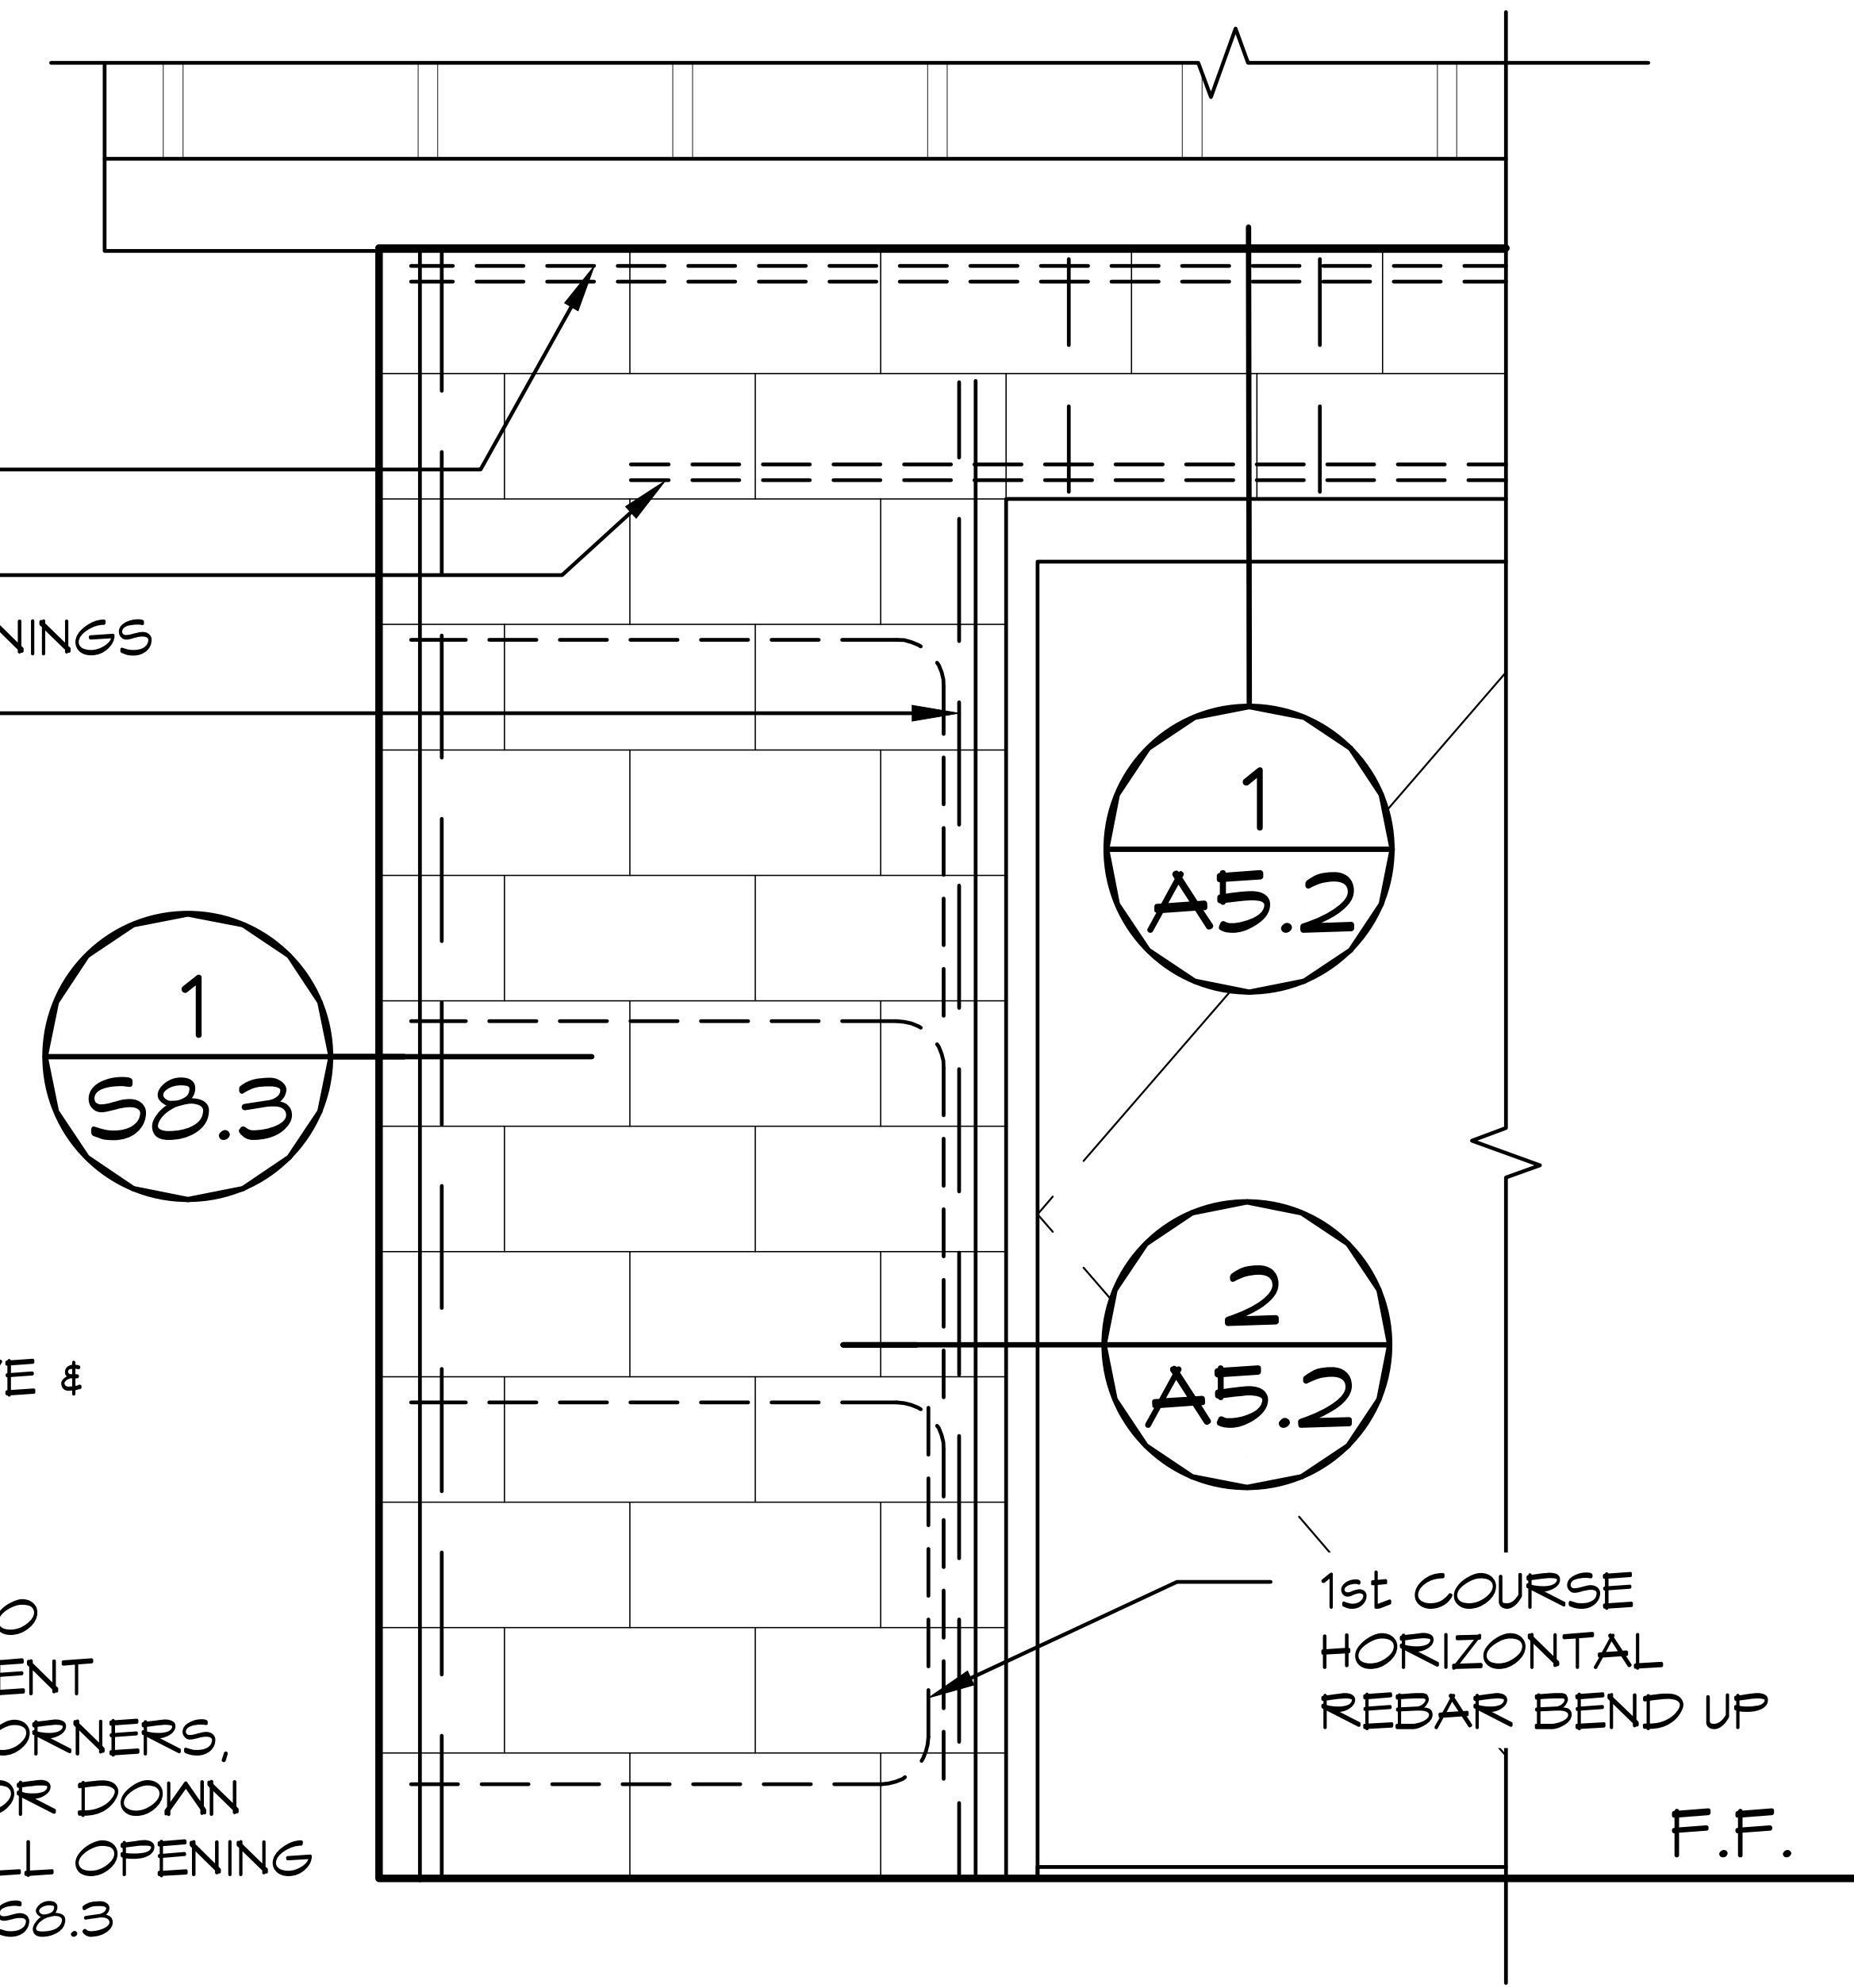 NINGS
1
A5.2
1
S8.3
2
A5.2
E &
O
ENT
ORNERS,
OR DOWN
LL OPENING
S8.3
1st COURSE
HORIZONTAL
REBAR BEND UP
F.F.